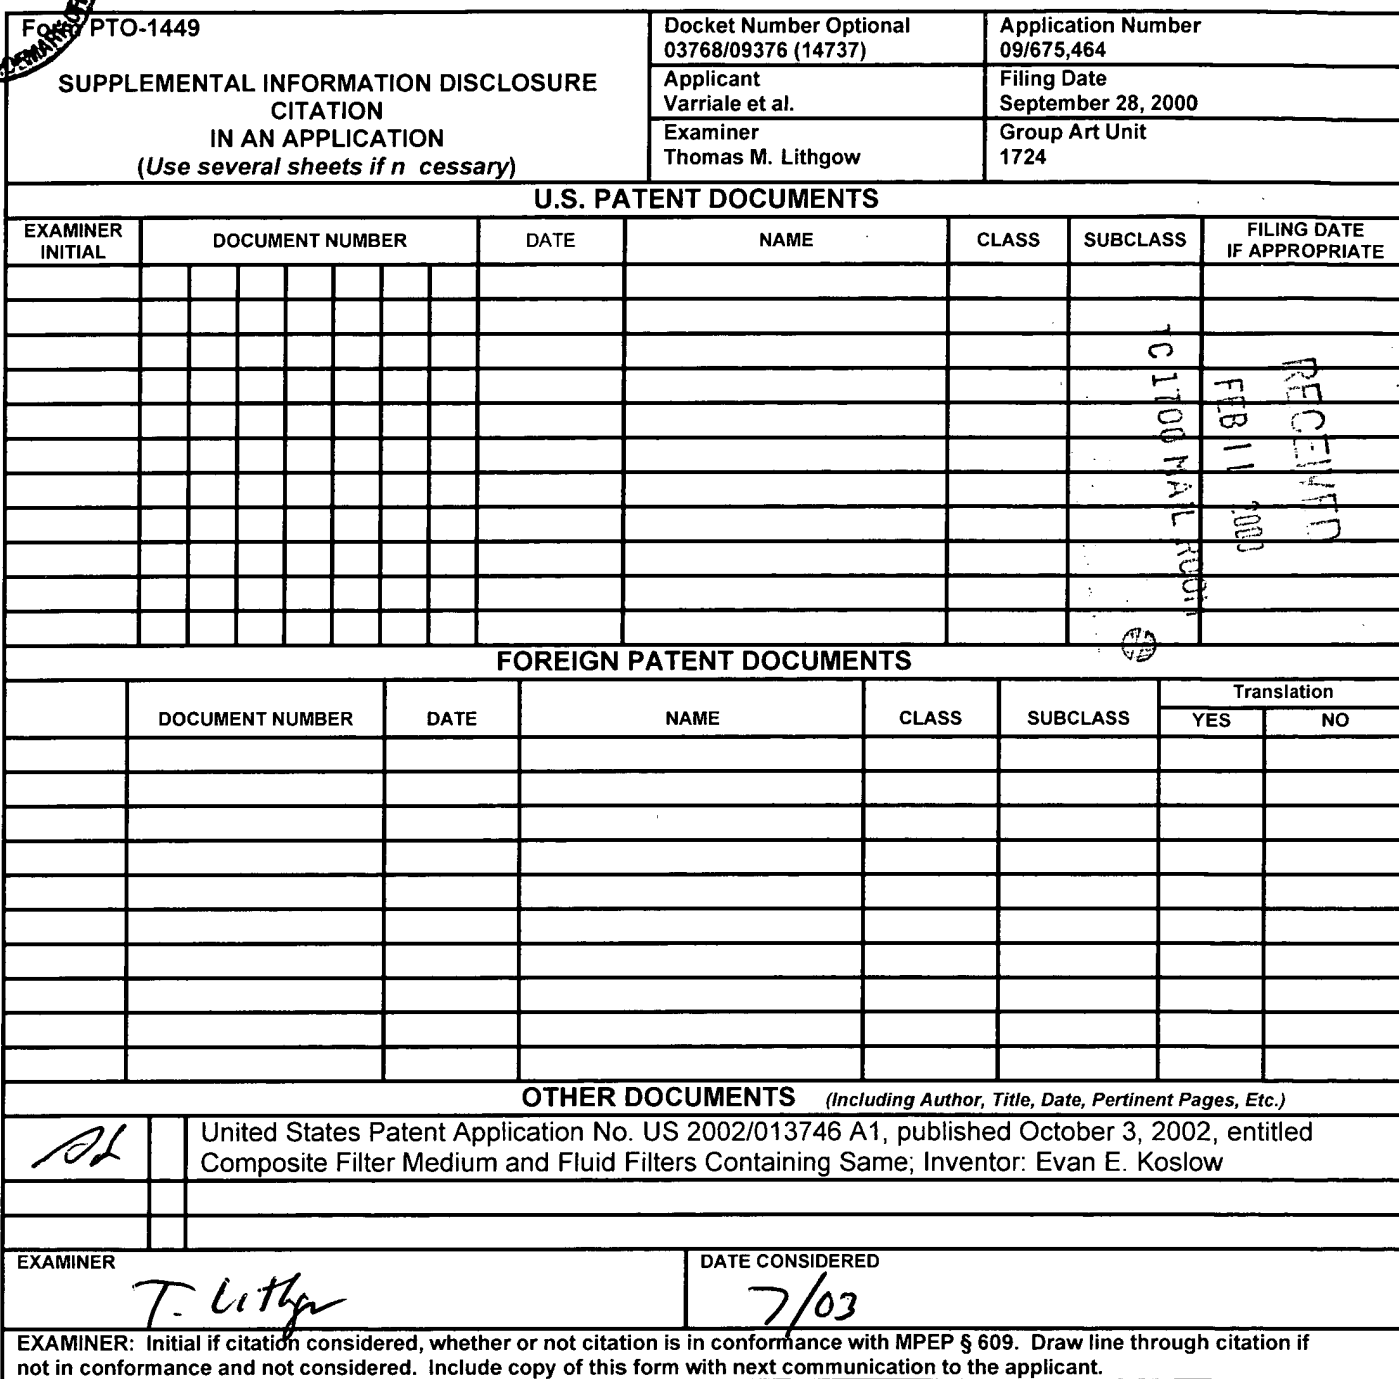 PTO-1449
SUPPLEMENTAL INFORMATION DISCLOSURE
CITATION
IN AN APPLICATION
(Use several sheets if n cessary)
Docket Number Optional
03768/09376 (14737)
Application Number
09/675,464
Applicant
Varriale et al.
Filing Date
September 28, 2000
Examiner
Thomas M. Lithgow
Group Art Unit
1724
U.S. PATENT DOCUMENTS
EXAMINER
INITIAL
DOCUMENT NUMBER
DATE
NAME
CLASS
SUBCLASS
FILING DATE
IF APPROPRIATE
RECEIVED
FEB 11
TC 1700 MAIL ROOM
FOREIGN PATENT DOCUMENTS
DOCUMENT NUMBER
DATE
NAME
CLASS
SUBCLASS
Translation
YES
NO
OTHER DOCUMENTS (Including Author, Title, Date, Pertinent Pages, Etc.)
United States Patent Application No. US 2002/013746 A1, published October 3, 2002, entitled
Composite Filter Medium and Fluid Filters Containing Same; Inventor: Evan E. Koslow
EXAMINER
T. Lithgow
DATE CONSIDERED
7/03
EXAMINER: Initial if citation considered, whether or not citation is in conformance with MPEP § 609. Draw line through citation if
not in conformance and not considered. Include copy of this form with next communication to the applicant.